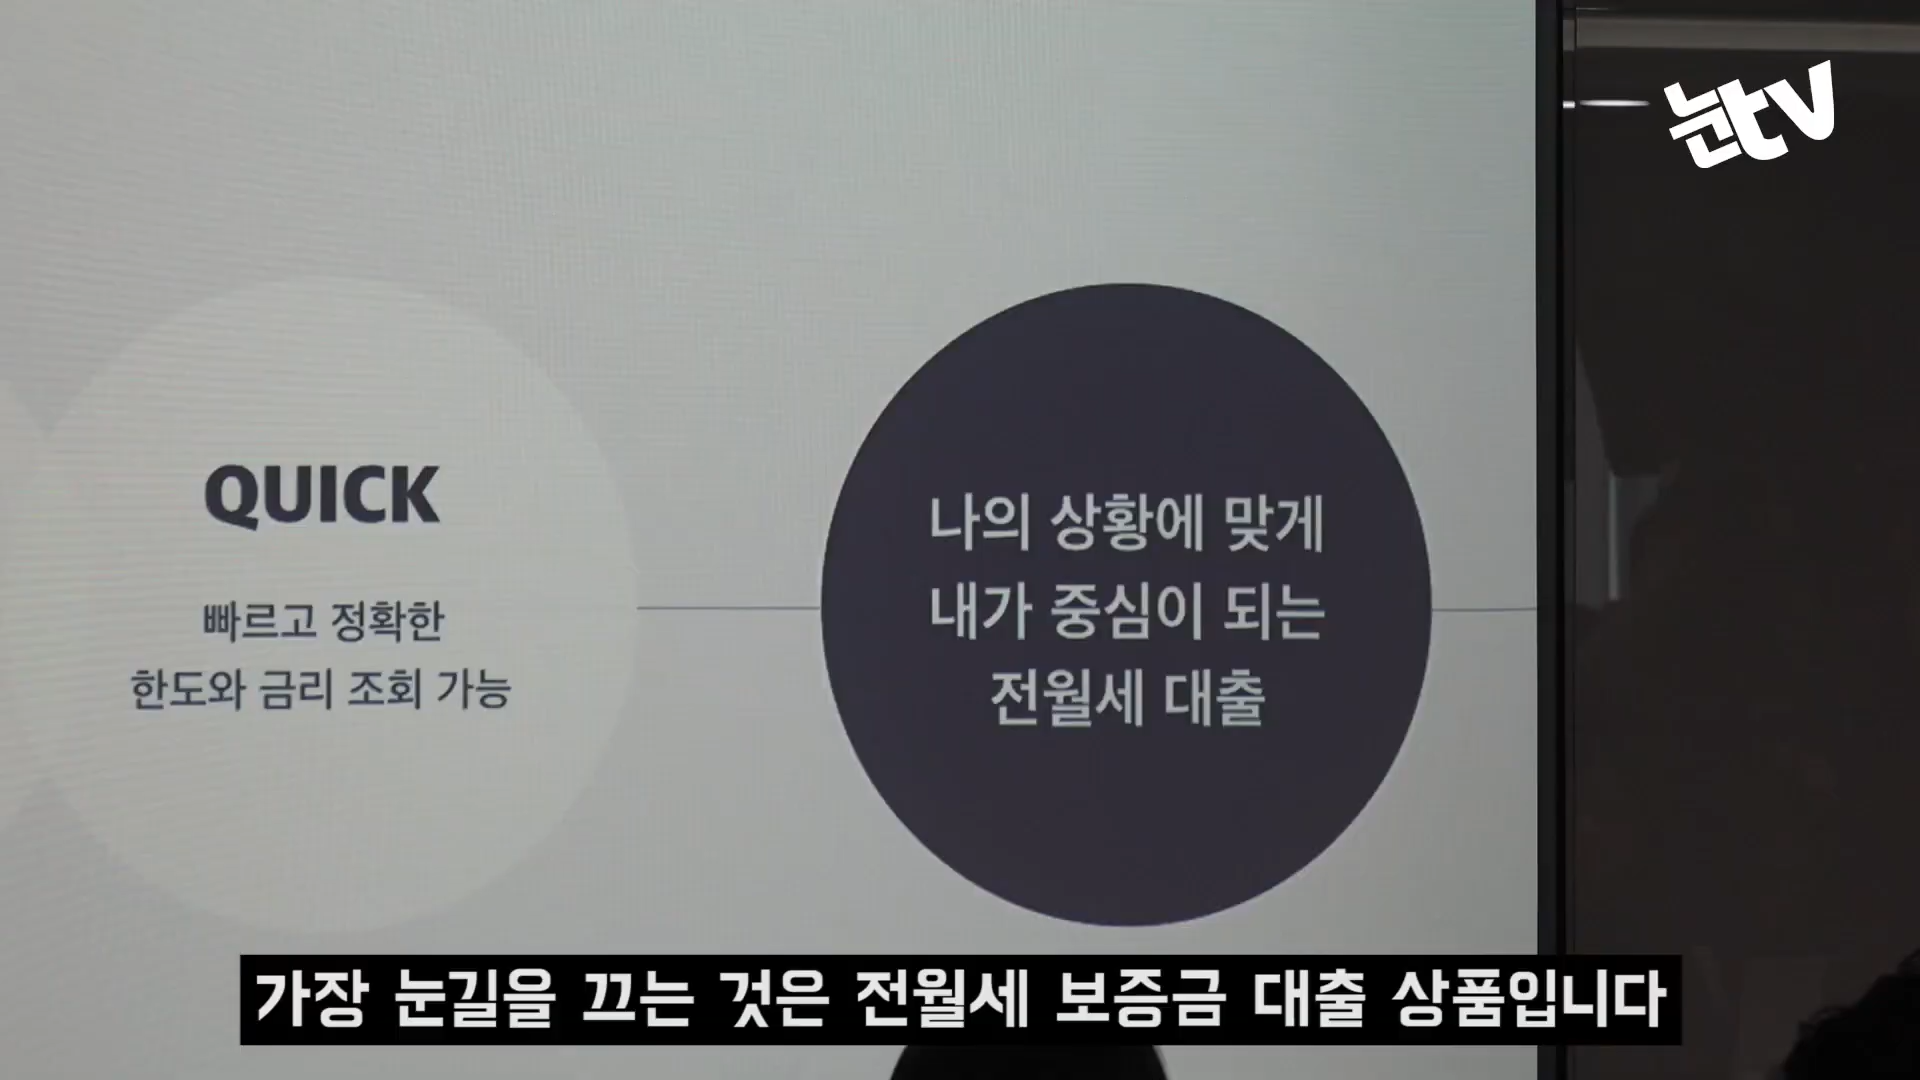 눈tv
QUICK
빠르고 정확한
한도와 금리 조회 가능
나의 상황에 맞게
내가 중심이 되는
전월세 대출
가장 눈길을 끄는 것은 전월세 보증금 대출 상품입니다